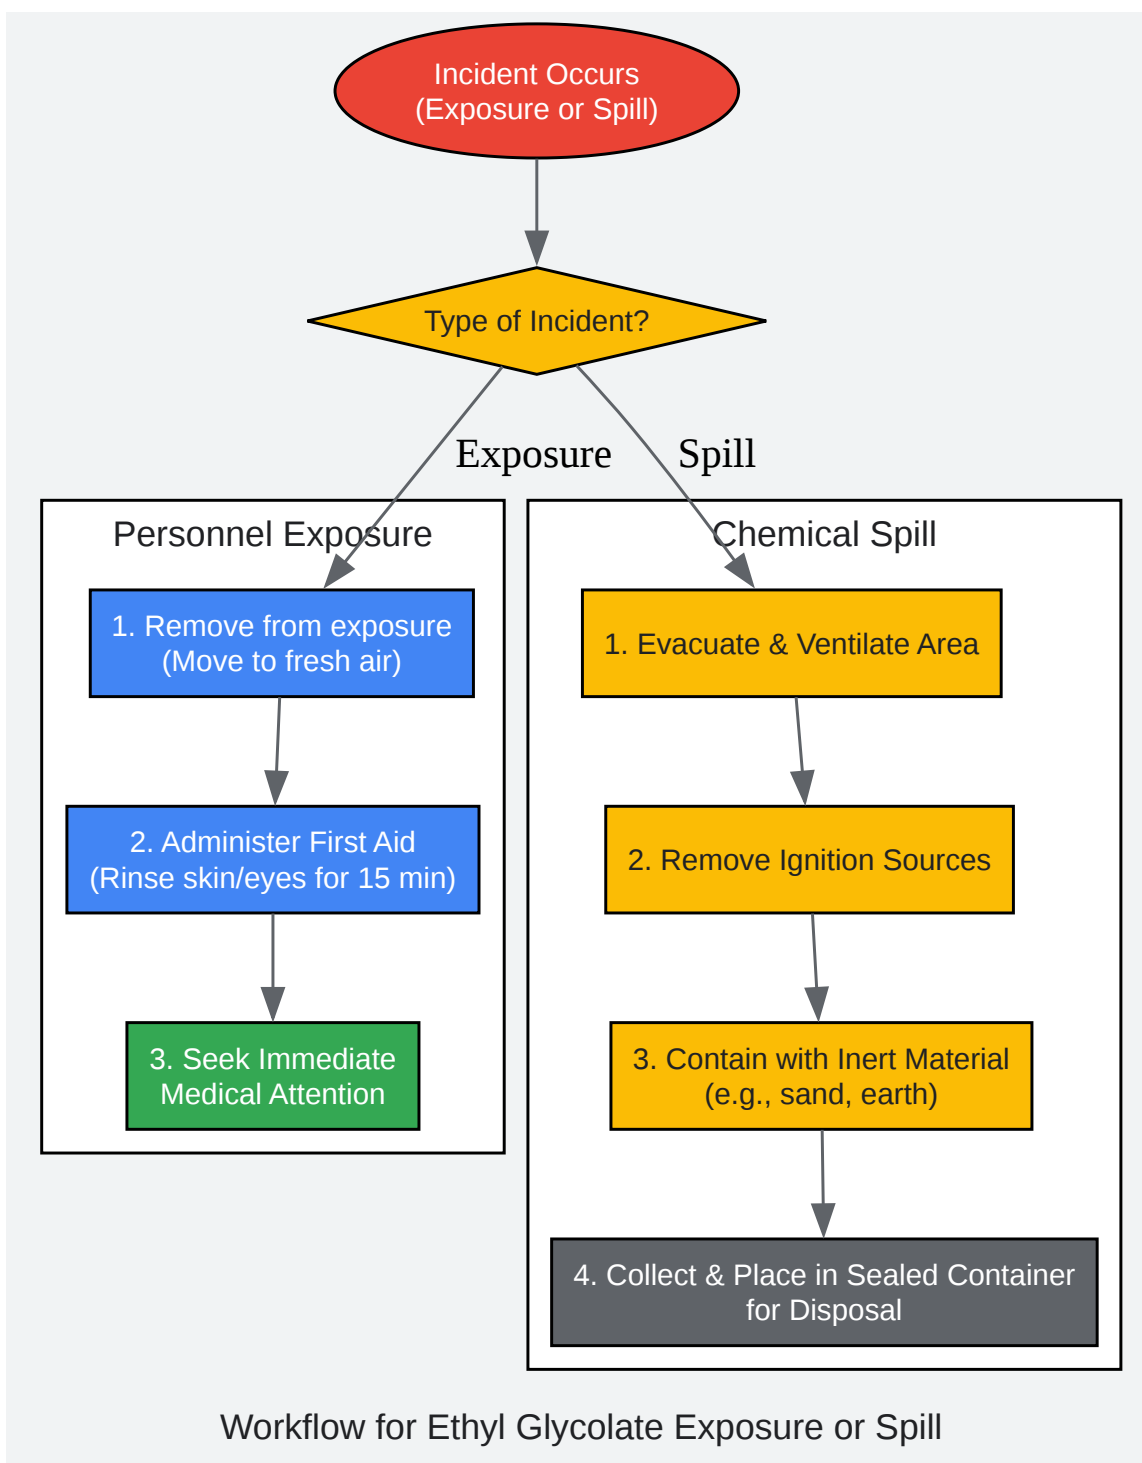 Incident Occurs
(Exposure or Spill)
Type of Incident?
Exposure
Spill
Personnel Exposure
1. Remove from exposure
(Move to fresh air)
2. Administer First Aid
(Rinse skin/eyes for 15 min)
3. Seek Immediate
Medical Attention
Chemical Spill
1. Evacuate & Ventilate Area
2. Remove Ignition Sources
3. Contain with Inert Material
(e.g., sand, earth)
4. Collect & Place in Sealed Container
for Disposal
Workflow for Ethyl Glycolate Exposure or Spill